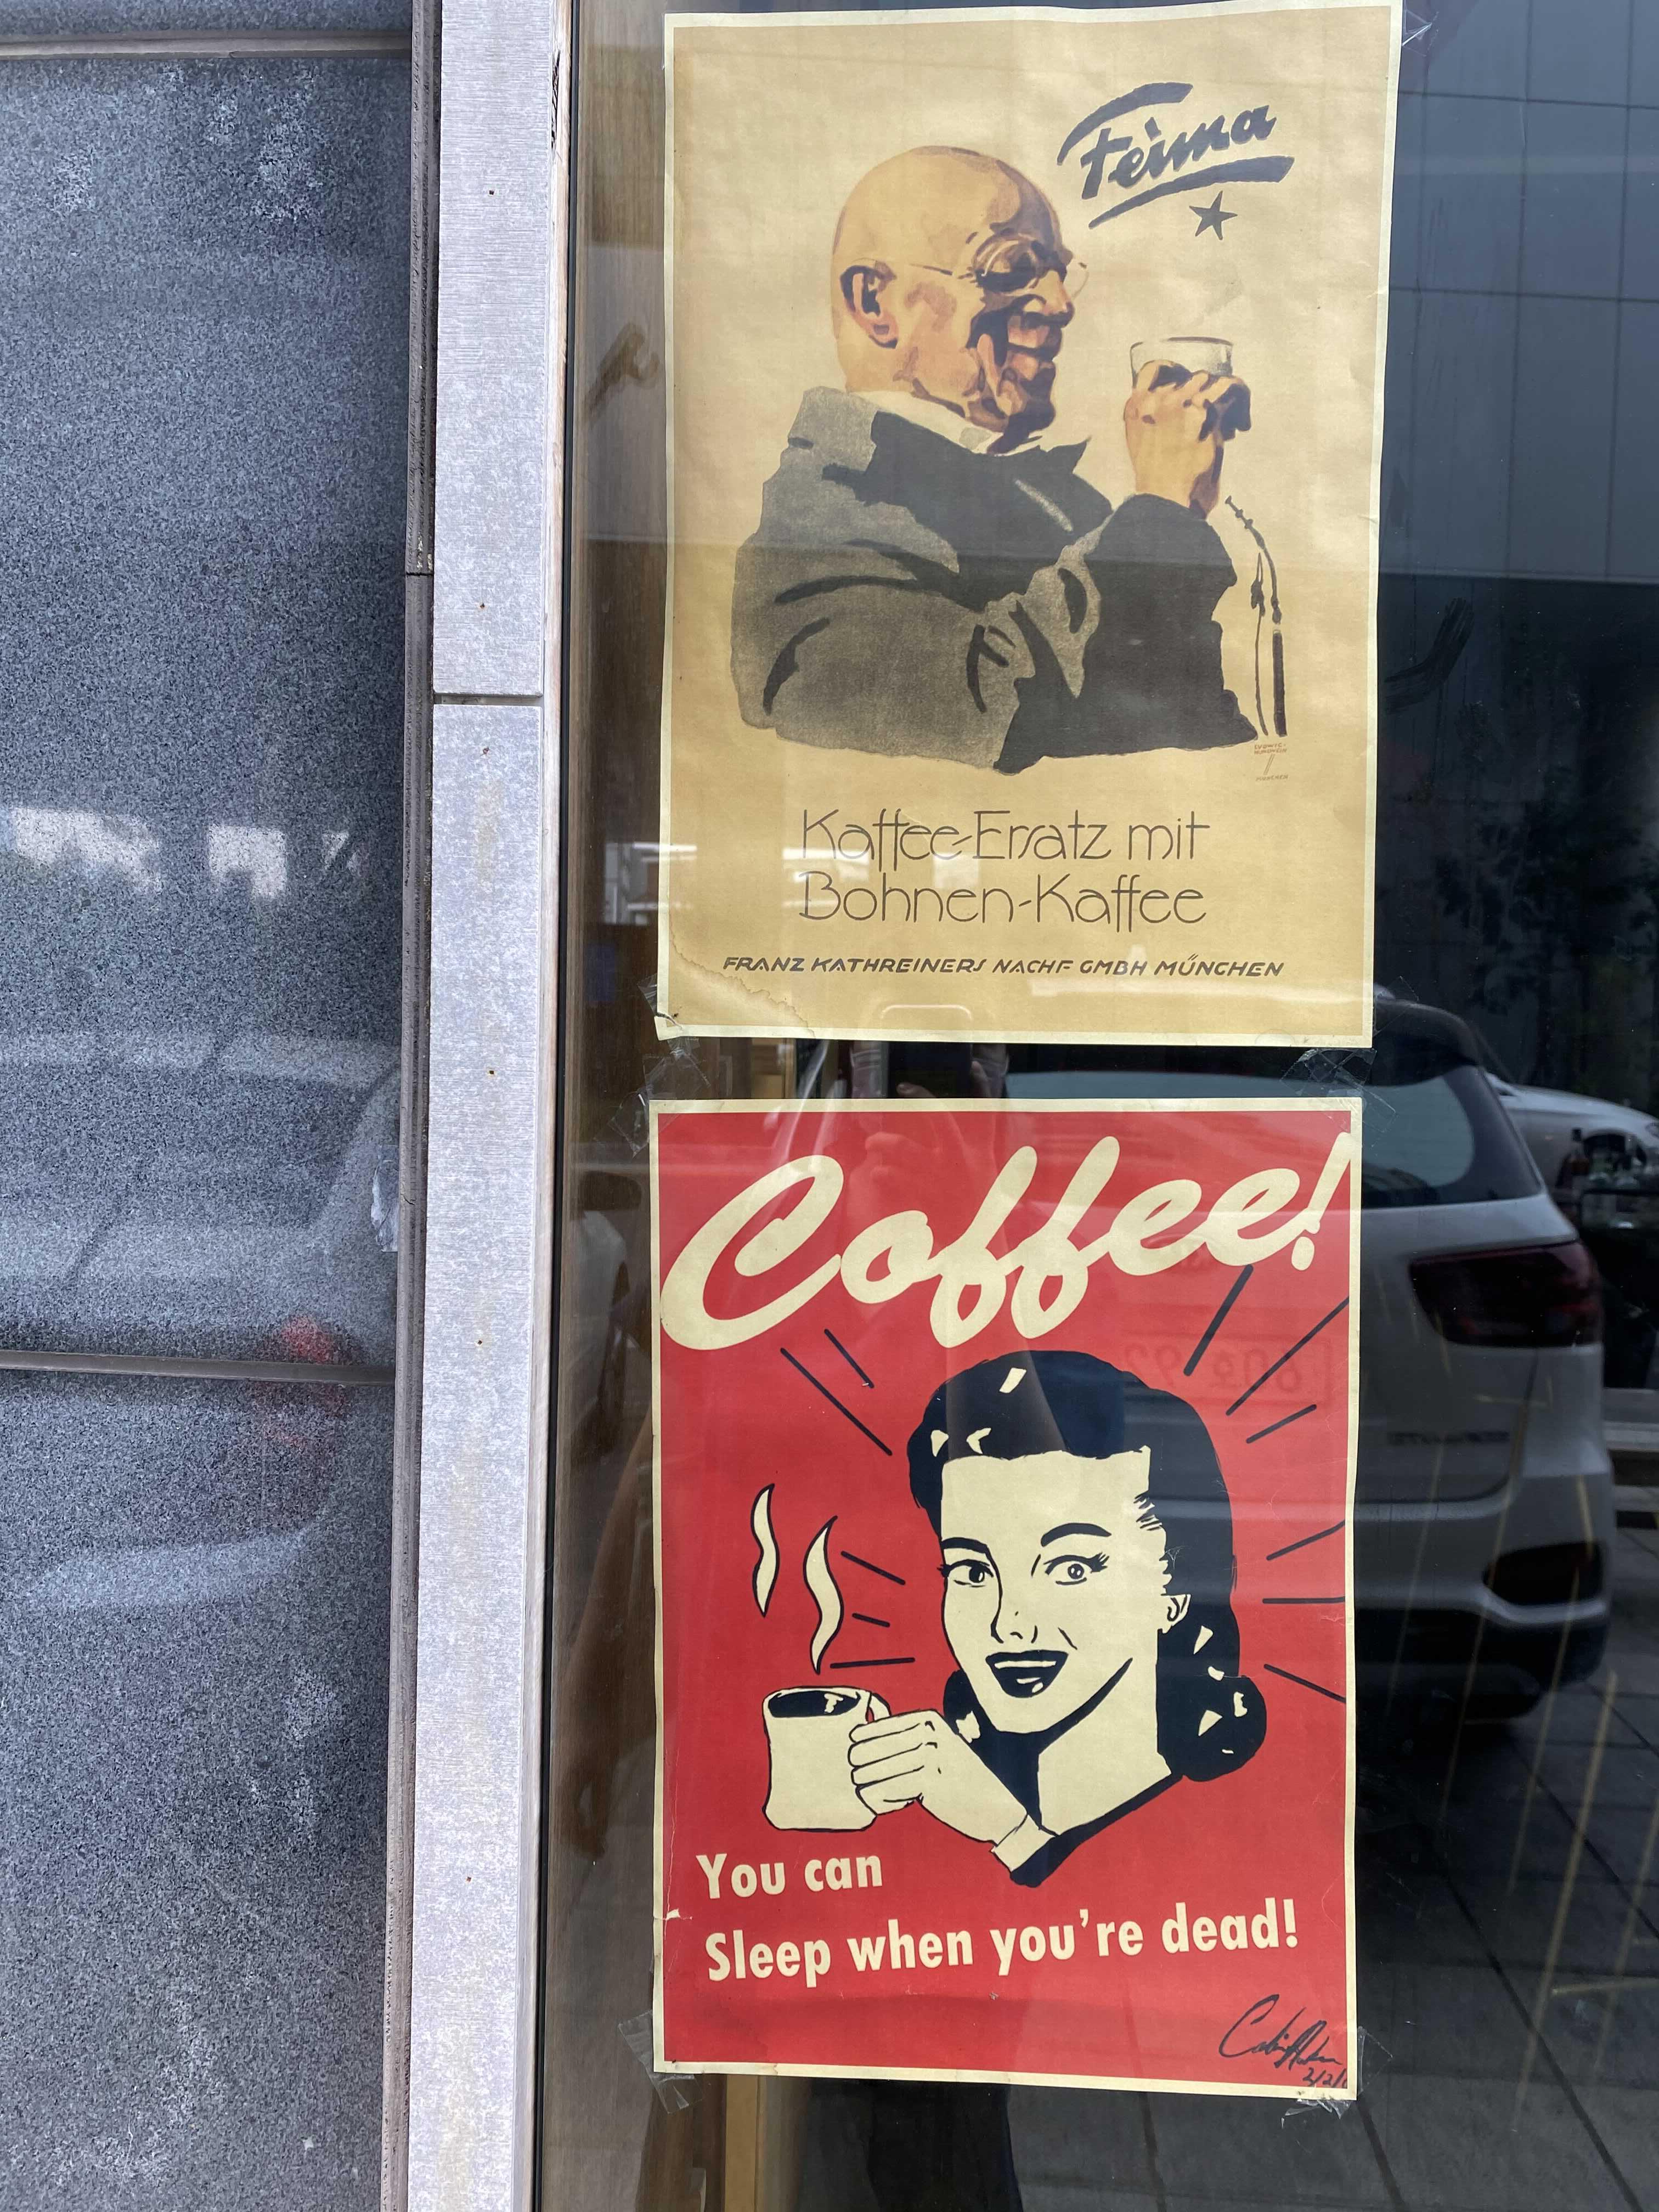 Feima
Kaffee-Ersatz mit
Bohnen-Kaffee
FRANZ KATHREINERS NACHF GMBH MÜNCHEN
Coffee!
You can
Sleep when you're dead!